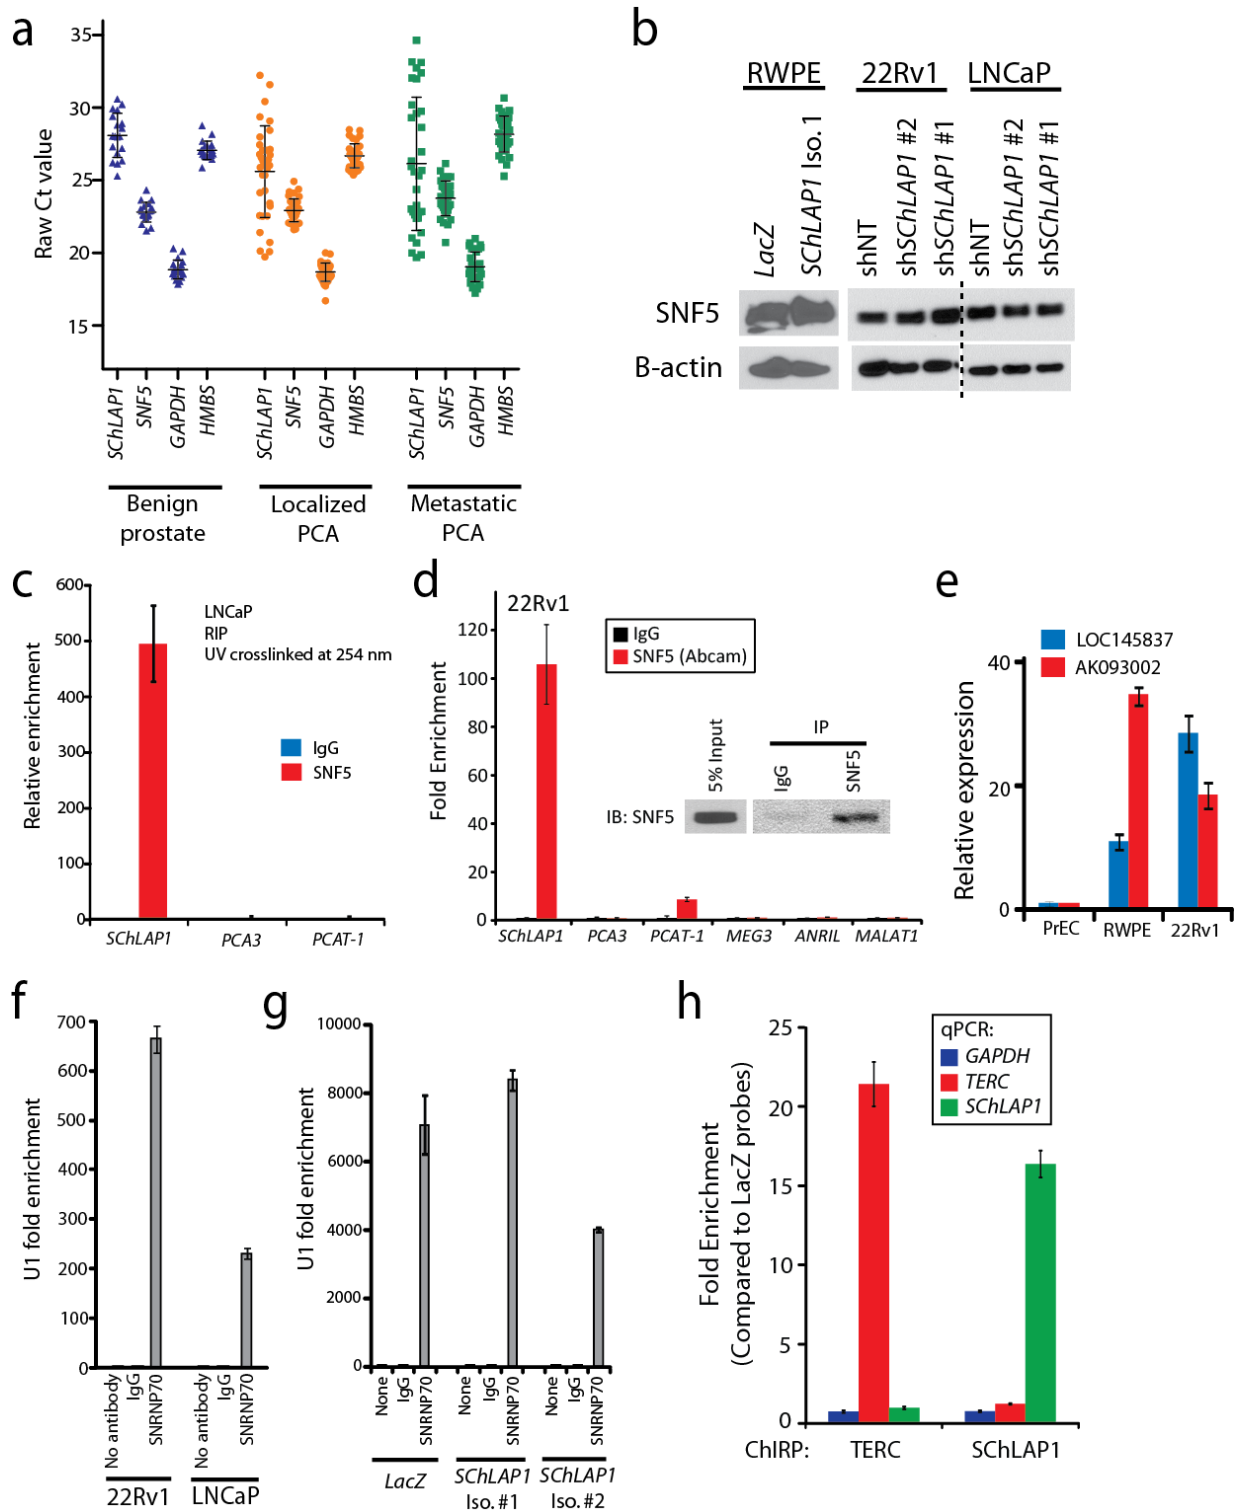 a
Raw Ct value
35
30
25
20
15
SChLAP1
SNF5
GAPDH
HMBS
SChLAP1
SNF5
GAPDH
HMBS
SChLAP1
SNF5
GAPDH
HMBS
Benign
prostate
Localized
PCA
Metastatic
PCA
b
RWPE
22Rv1
LNCaP
LacZ
SChLAP1 Iso. 1
shNT
shSChLAP1 #2
shSChLAP1 #1
shNT
shSChLAP1 #2
shSChLAP1 #1
SNF5
B-actin
c
Relative enrichment
600
500
400
300
200
100
0
LNCaP
RIP
UV crosslinked at 254 nm
IgG
SNF5
SChLAP1
PCA3
PCAT-1
d
22Rv1
Fold Enrichment
120
100
80
60
40
20
0
IgG
SNF5 (Abcam)
IP
5% Input
IgG
SNF5
IB: SNF5
SChLAP1
PCA3
PCAT-1
MEG3
ANRIL
MALAT1
e
LOC145837
AK093002
Relative expression
40
20
0
PrEC
RWPE
22Rv1
f
U1 fold enrichment
700
600
500
400
300
200
100
0
No antibody
IgG
SNRNP70
No antibody
IgG
SNRNP70
22Rv1
LNCaP
g
U1 fold enrichment
10000
8000
6000
4000
2000
0
None
IgG
SNRNP70
None
IgG
SNRNP70
None
IgG
SNRNP70
LacZ
SChLAP1
Iso. #1
SChLAP1
Iso. #2
h
Fold Enrichment
(Compared to LacZ probes)
25
20
15
10
5
0
qPCR:
GAPDH
TERC
SChLAP1
ChIRP:
TERC
SChLAP1